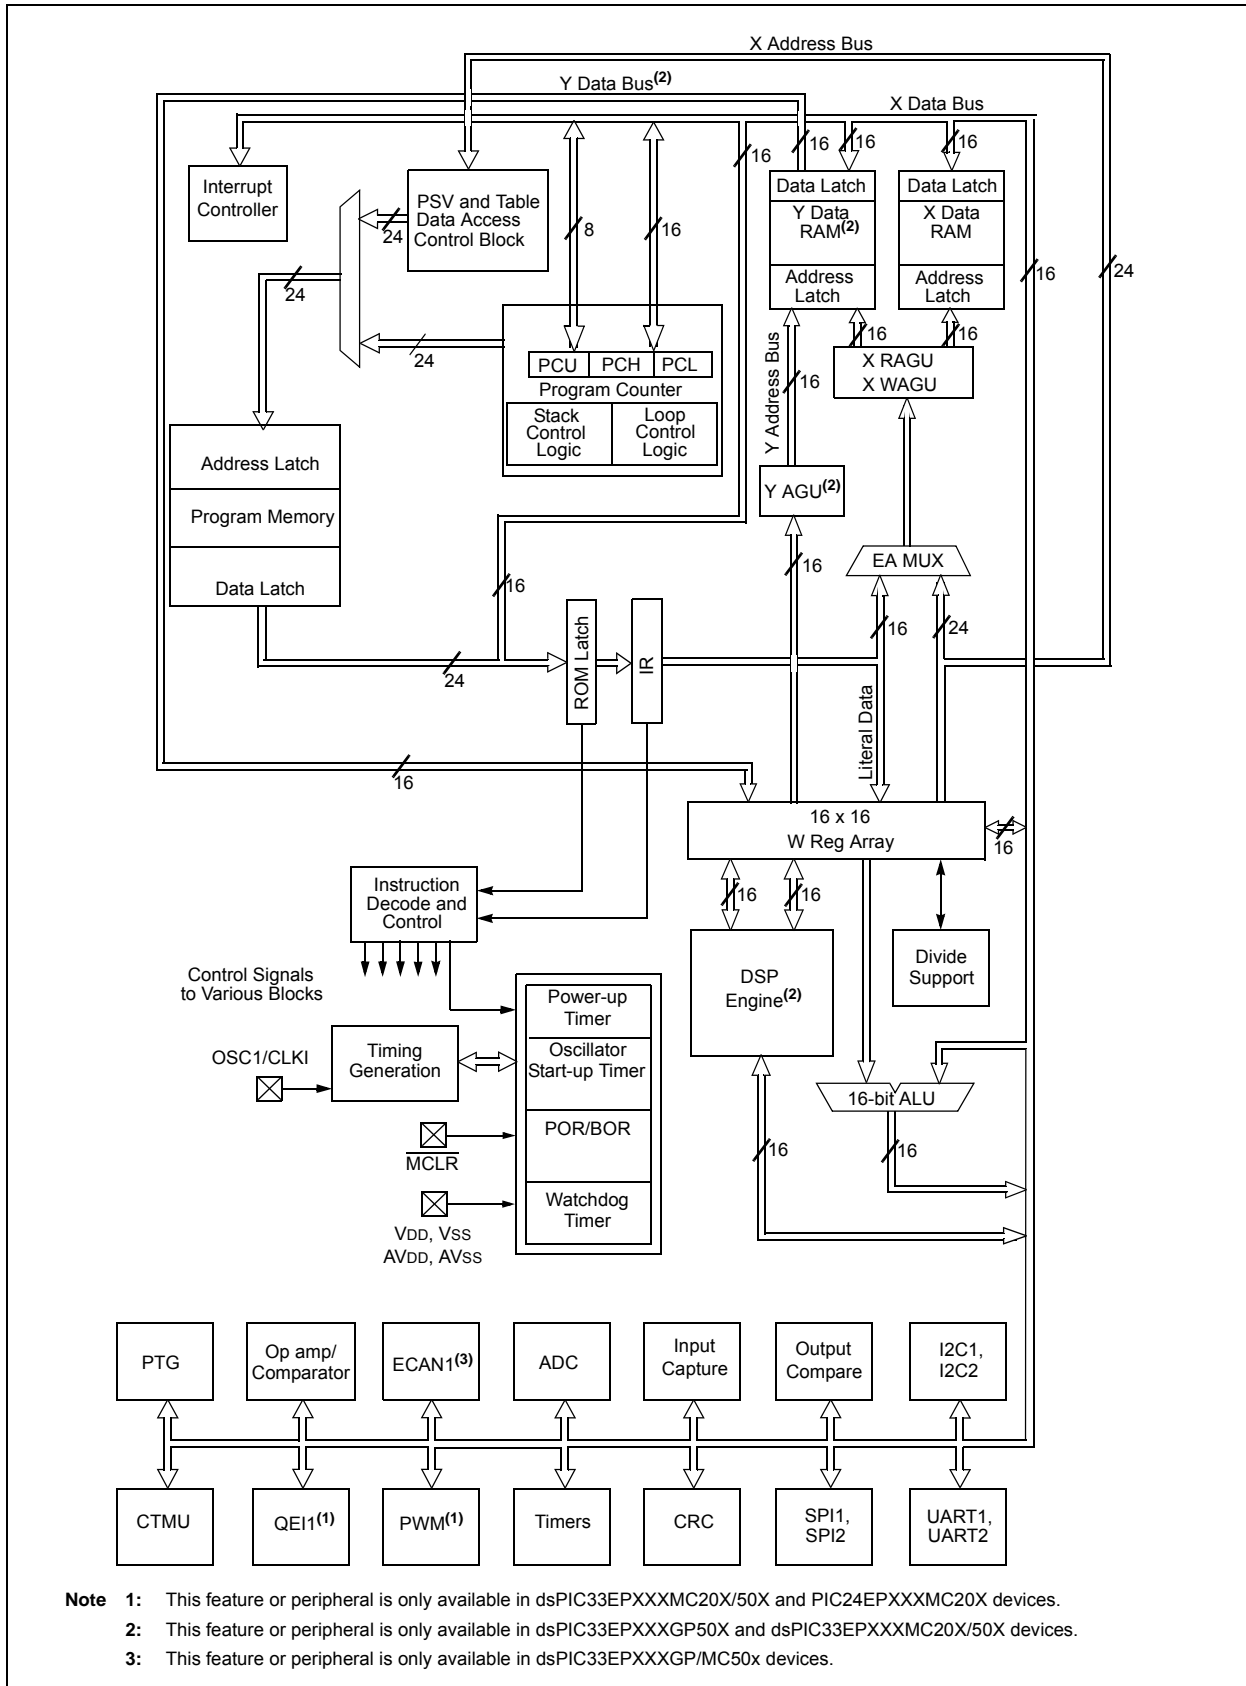 X Address Bus
Y Data Bus(2)
X Data Bus
16
16
16
16
Interrupt
Controller
PSV and Table
Data Access
Control Block
24
8
16
Data Latch
Y Data
RAM(2)
Address
Latch
Data Latch
X Data
RAM
Address
Latch
16
24
24
24
16
16
X RAGU
X WAGU
PCU
PCH
PCL
Program Counter
Stack
Control
Logic
Loop
Control
Logic
Y Address Bus
16
Address Latch
Program Memory
Data Latch
Y AGU(2)
EA MUX
16
16
16
24
24
ROM Latch
IR
Literal Data
16
16 x 16
W Reg Array
16
Instruction
Decode and
Control
16
16
Control Signals
to Various Blocks
DSP
Engine(2)
Divide
Support
Power-up
Timer
OSC1/CLKI
Timing
Generation
Oscillator
Start-up Timer
16-bit ALU
POR/BOR
MCLR
16
16
Watchdog
Timer
VDD, VSS
AVDD, AVSS
PTG
Op amp/
Comparator
ECAN1(3)
ADC
Input
Capture
Output
Compare
I2C1,
I2C2
CTMU
QEI1(1)
PWM(1)
Timers
CRC
SPI1,
SPI2
UART1,
UART2
Note 1: This feature or peripheral is only available in dsPIC33EPXXXMC20X/50X and PIC24EPXXXMC20X devices.
2: This feature or peripheral is only available in dsPIC33EPXXXGP50X and dsPIC33EPXXXMC20X/50X devices.
3: This feature or peripheral is only available in dsPIC33EPXXXGP/MC50x devices.